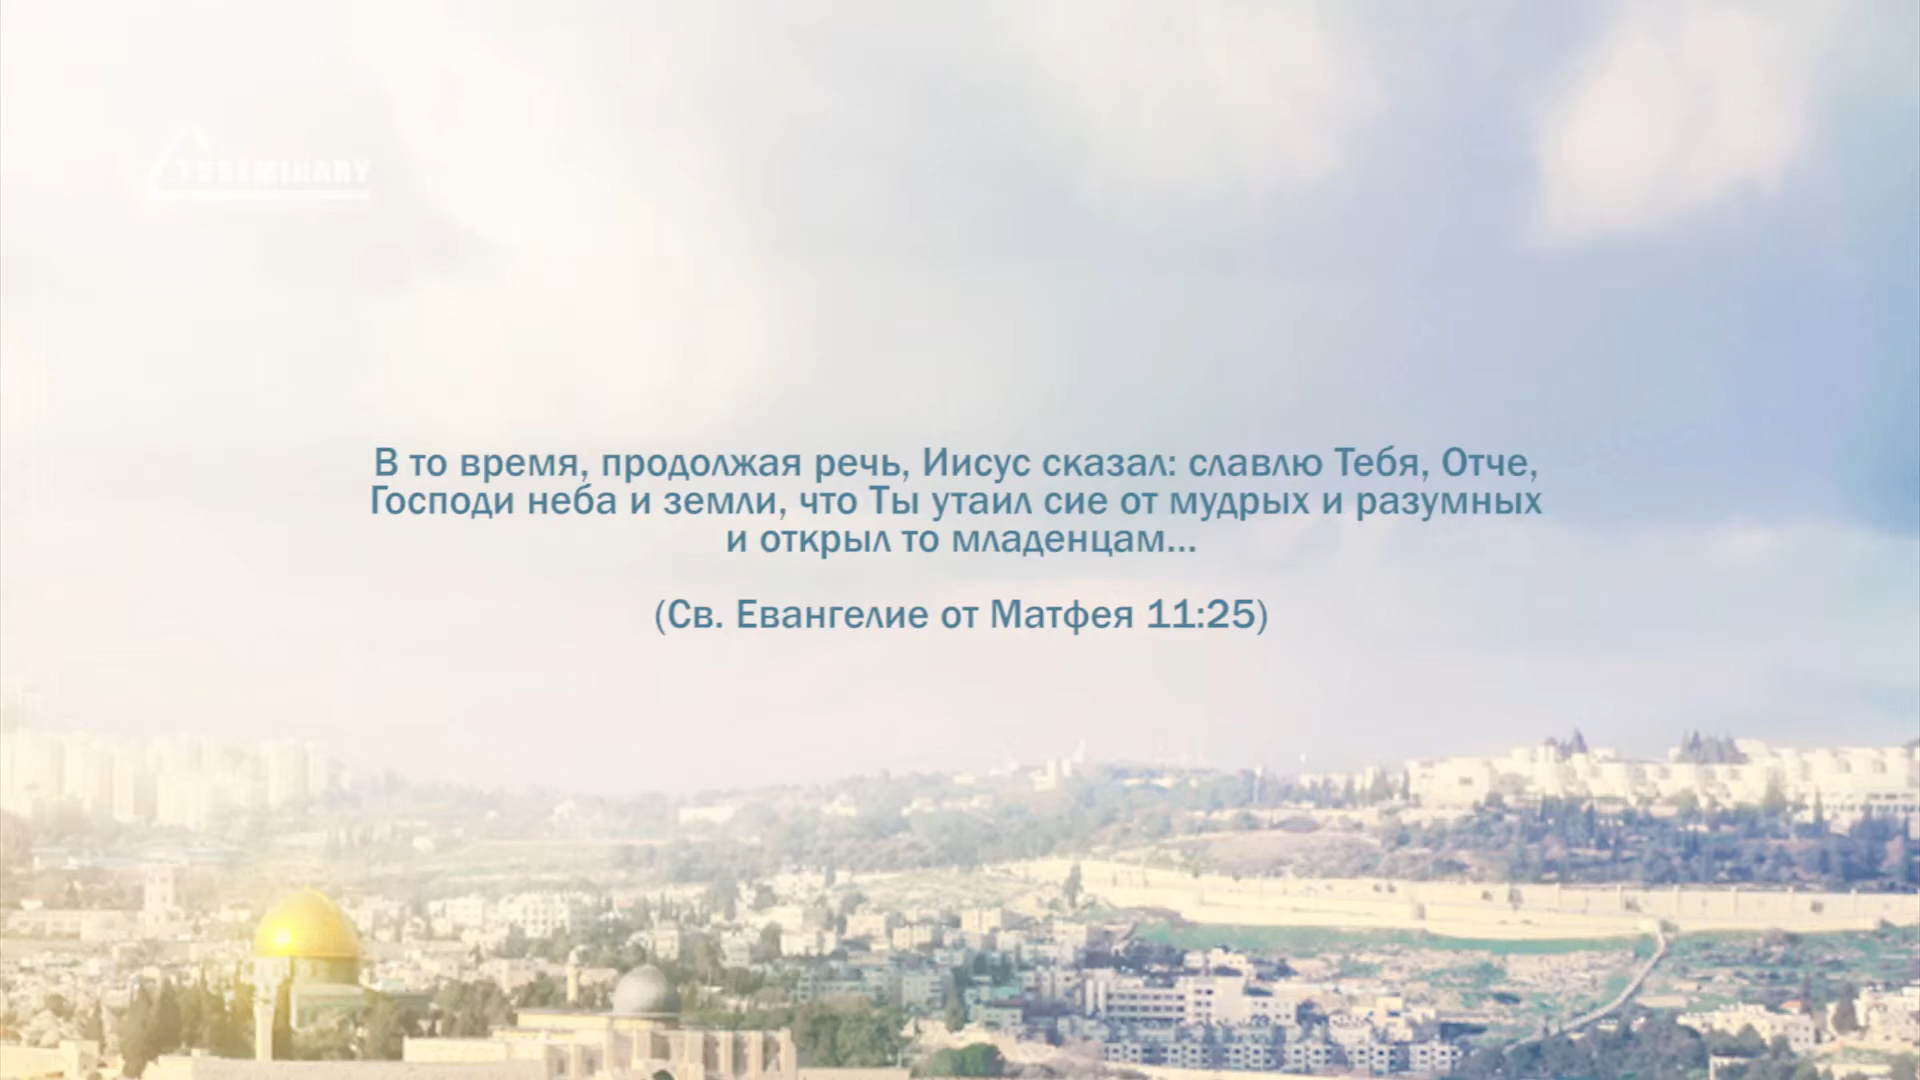 TVSEMINARY
В то время, продолжая речь, Иисус сказал: славлю Тебя, Отче,
Господи неба и земли, что Ты утаил сие от мудрых и разумных
и открыл то младенцам...
(Св. Евангелие от Матфея 11:25)